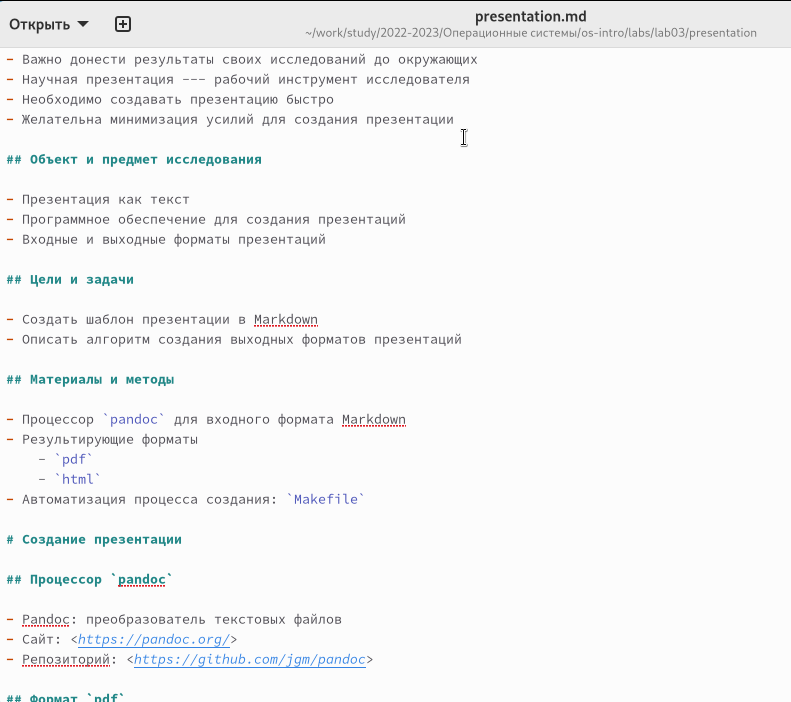 Открыть
presentation.md
~/work/study/2022-2023/Операционные системы/os-intro/labs/lab03/presentation
- Важно донести результаты своих исследований до окружающих
- Научная презентация --- рабочий инструмент исследователя
- Необходимо создавать презентацию быстро
- Желательна минимизация усилий для создания презентации
## Объект и предмет исследования
- Презентация как текст
- Программное обеспечение для создания презентаций
- Входные и выходные форматы презентаций
## Цели и задачи
- Создать шаблон презентации в Markdown
- Описать алгоритм создания выходных форматов презентаций
## Материалы и методы
- Процессор `pandoc` для входного формата Markdown
- Результирующие форматы
- `pdf`
- `html`
- Автоматизация процесса создания: `Makefile`
# Создание презентации
## Процессор `pandoc`
- Pandoc: преобразователь текстовых файлов
- Сайт: <https://pandoc.org/>
- Репозиторий: <https://github.com/jgm/pandoc>
## Формат `pdf`